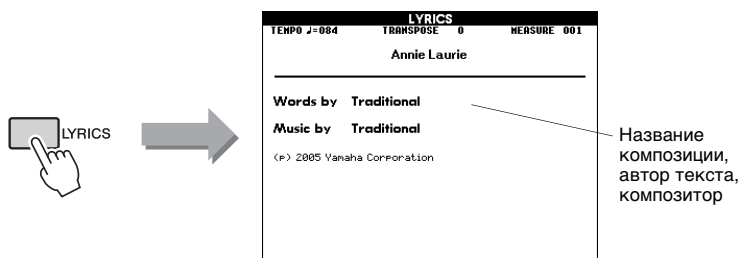 LYRICS
TEMPO ♩=084 TRANSPOSE 0 MEASURE 001
Annie Laurie
Words by Traditional
Music by Traditional
(P) 2005 Yamaha Corporation
LYRICS
Название
композиции,
автор текста,
композитор